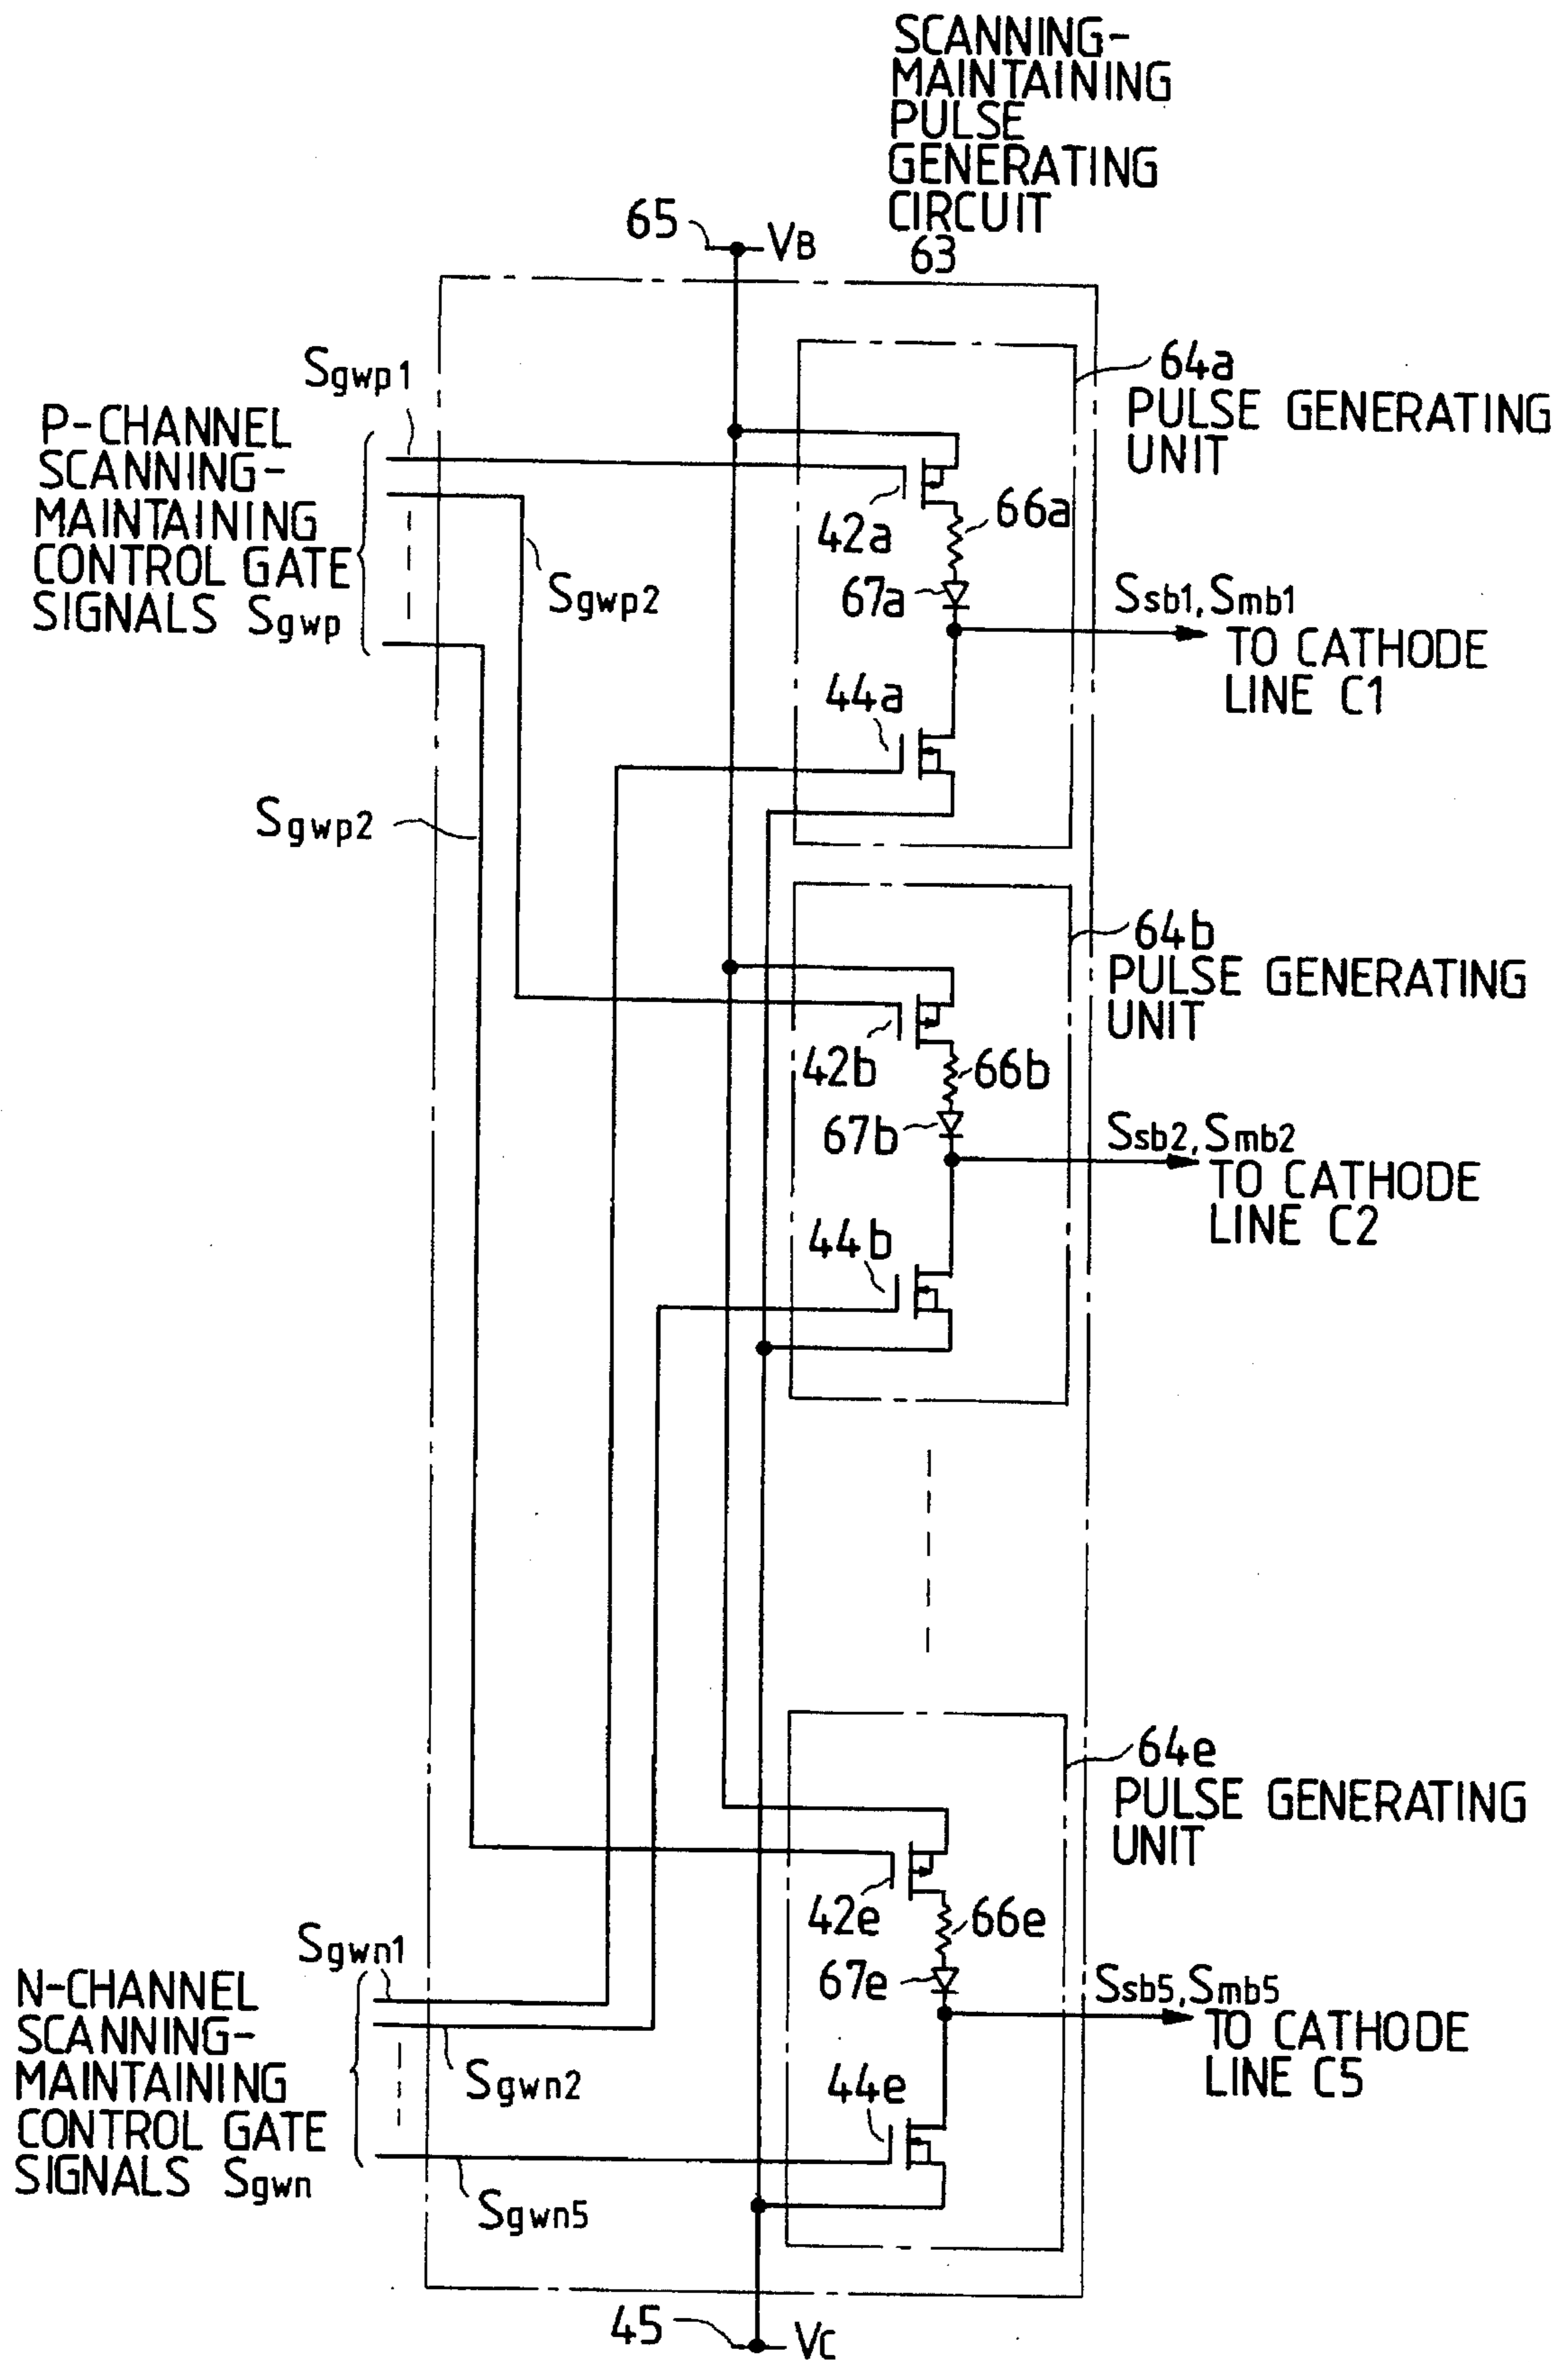 SCANNING-
MAINTAINING
PULSE
GENERATING
CIRCUIT
63
65
VB
Sgwp1
P-CHANNEL
SCANNING-
MAINTAINING
CONTROL GATE
SIGNALS Sgwp
Sgwp2
Sgwp2
64a
PULSE GENERATING
UNIT
42a
66a
67a
Ssb1,Smb1
TO CATHODE
LINE C1
44a
64b
PULSE GENERATING
UNIT
42b
66b
67b
Ssb2,Smb2
TO CATHODE
LINE C2
44b
64e
PULSE GENERATING
UNIT
42e
66e
67e
Ssb5,Smb5
TO CATHODE
LINE C5
44e
Sgwn1
N-CHANNEL
SCANNING-
MAINTAINING
CONTROL GATE
SIGNALS Sgwn
Sgwn2
Sgwn5
45
VC